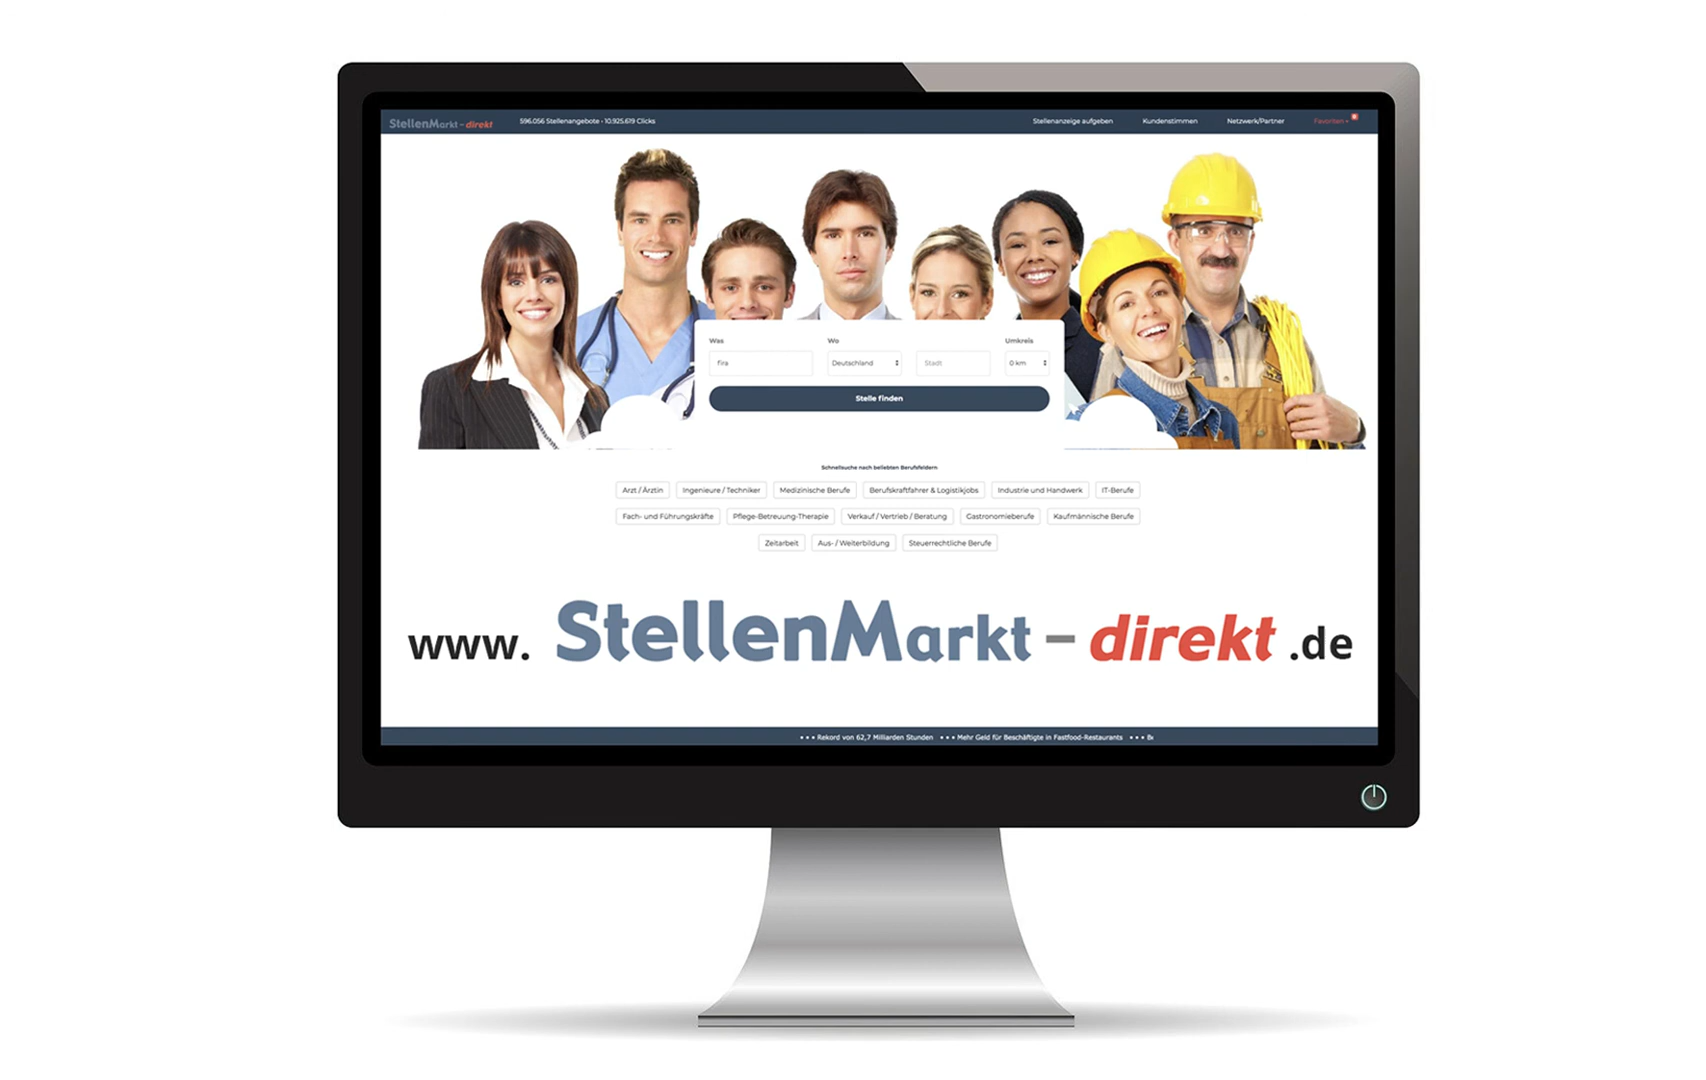 StellenMarkt - direkt 596.056 Stellenangebote - 10.925.619 Clicks Stellenanzeige aufgeben Kundenstimmen Netzwerk/Partner Favoriten
Was Wo Umkreis
fira Deutschland Stadt 0 km
Stelle finden
Schnellsuche nach beliebten Berufsfeldern
Arzt / Ärztin Ingenieure / Techniker Medizinische Berufe Berufskraftfahrer & Logistikjobs Industrie und Handwerk IT-Berufe
Fach- und Führungskräfte Pflege-Betreuung-Therapie Verkauf / Vertrieb / Beratung Gastronomieberufe Kaufmännische Berufe
Zeitarbeit Aus- / Weiterbildung Steuerrechtliche Berufe
www. StellenMarkt - direkt .de
• • • Rekord von 62,7 Milliarden Stunden • • • Mehr Geld für Beschäftigte in Fastfood-Restaurants • • •